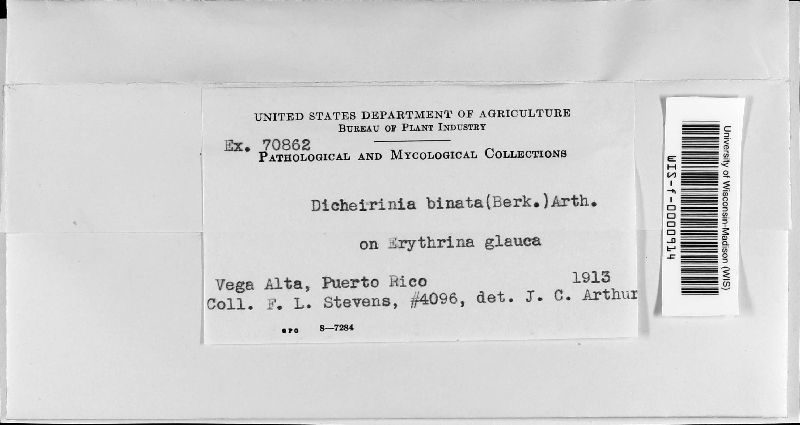 UNITED STATES DEPARTMENT OF AGRICULTURE
BUREAU OF PLANT INDUSTRY
Ex. 70862
PATHOLOGICAL AND MYCOLOGICAL COLLECTIONS
Dicheirinia binata(Berk.)Arth.
on Erythrina glauca
Vega Alta, Puerto Rico 1913
Coll. F. L. Stevens, #4096, det. J. C. Arthur
GPO 8—7284
University of Wisconsin-Madison (WIS)
WIS-f-0000914